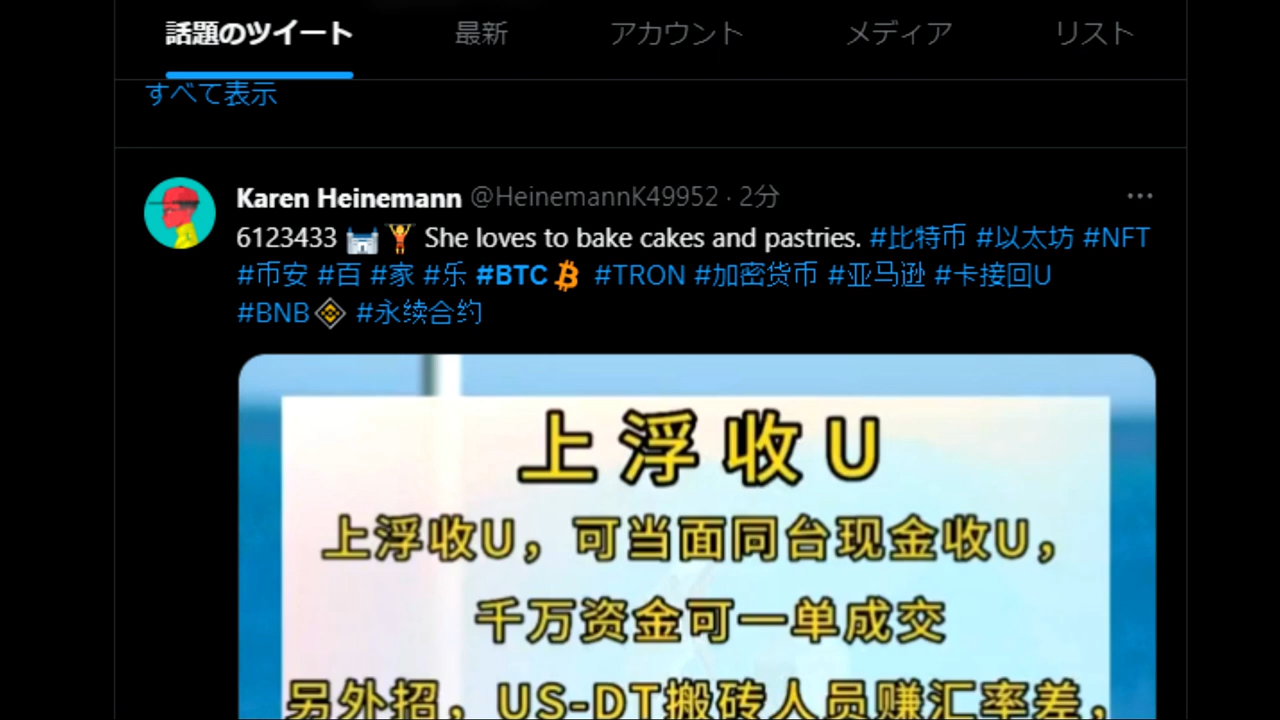 話題のツイート 最新 アカウント メディア リスト
すべて表示
Karen Heinemann @HeinemannK49952 · 2分
6123433 She loves to bake cakes and pastries. #比特币 #以太坊 #NFT
#币安 #百 #家 #乐 #BTC #TRON #加密货币 #亚马逊 #卡接回U
#BNB #永续合约
上浮收U
上浮收U，可当面同台现金收U，
千万资金可一单成交
另外招，US-DT搬砖人员赚汇率差，